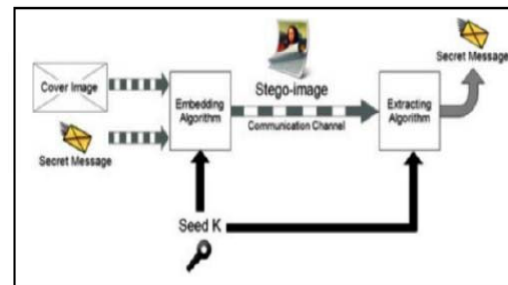 Secret Message
Cover Image
Embedding
Algorithm
Stego-image
Communication Channel
Extracting
Algorithm
Secret Message
Seed K